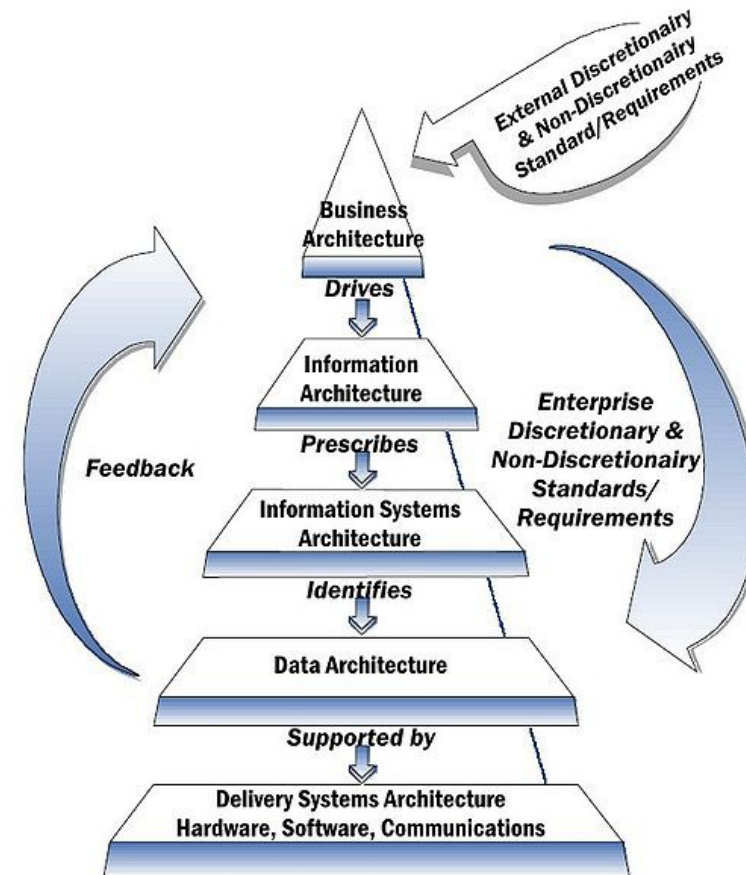 External Discretionairy
& Non-Discretionairy
Standard/Requirements
Business
Architecture
Drives
Information
Architecture
Prescribes
Feedback
Enterprise
Discretionary &
Non-Discretionairy
Standards/
Requirements
Information Systems
Architecture
Identifies
Data Architecture
Supported by
Delivery Systems Architecture
Hardware, Software, Communications